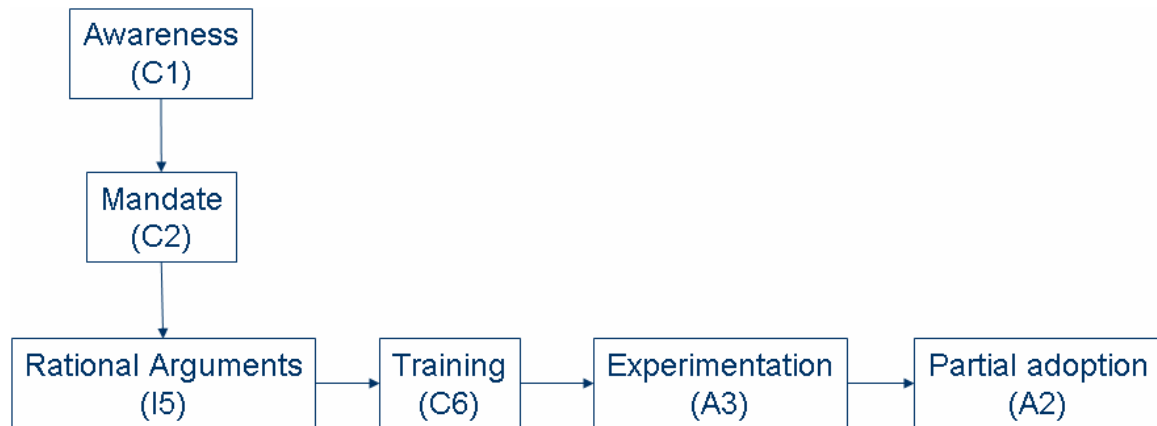 Awareness
(C1)
Mandate
(C2)
Rational Arguments
(I5)
Training
(C6)
Experimentation
(A3)
Partial adoption
(A2)